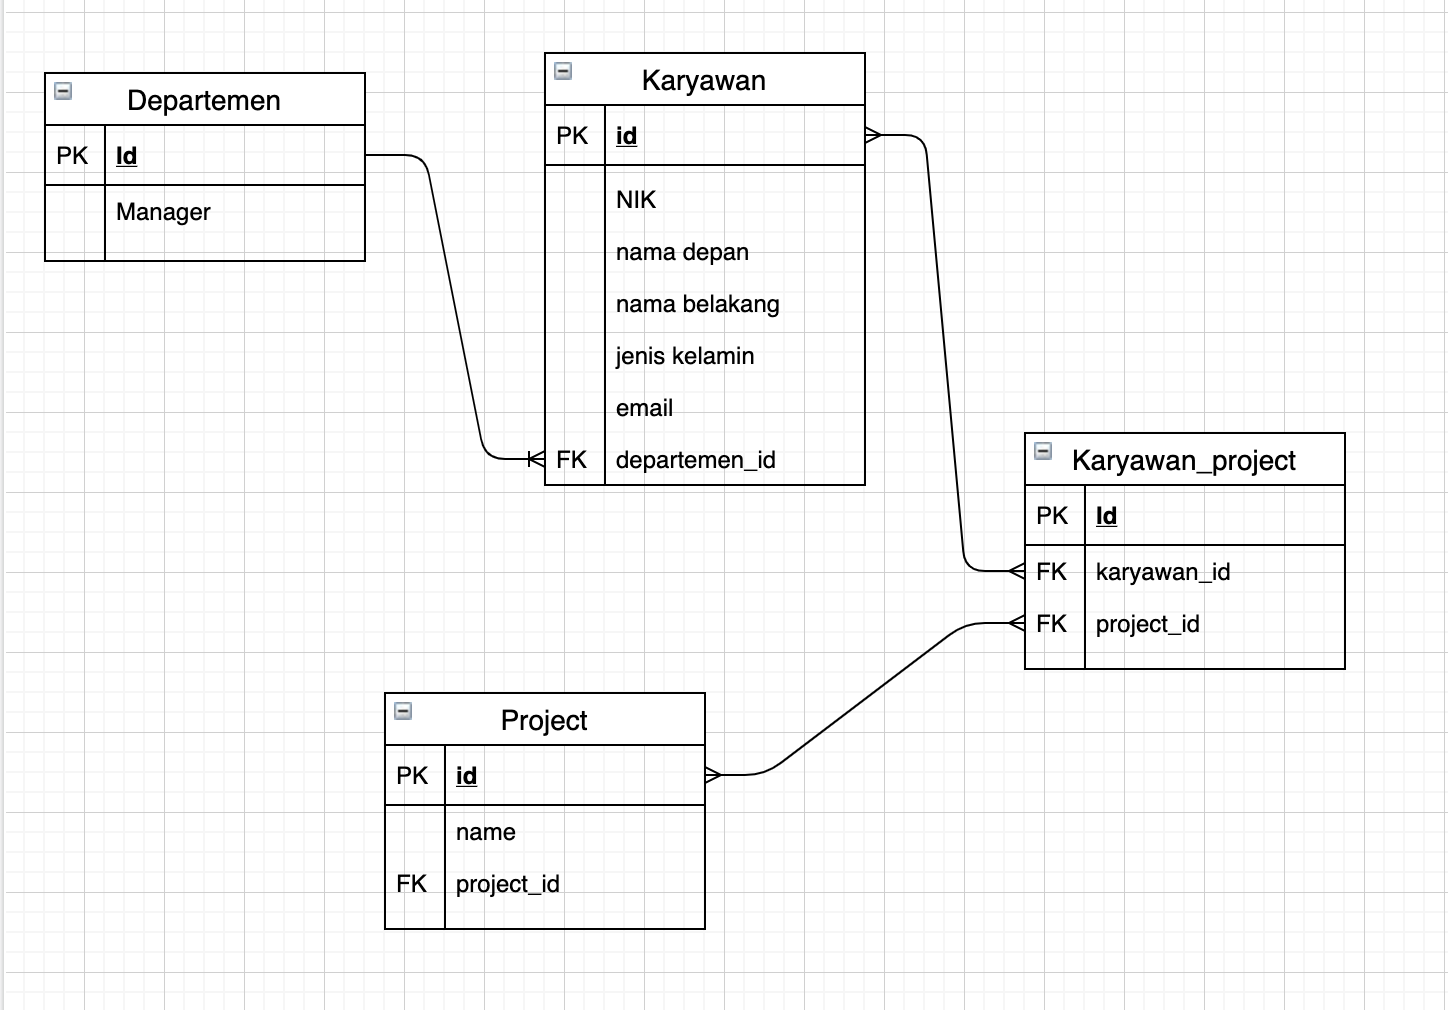 Departemen
PK Id
Manager
Karyawan
PK id
NIK
nama depan
nama belakang
jenis kelamin
email
FK departemen_id
Karyawan_project
PK Id
FK karyawan_id
FK project_id
Project
PK id
name
FK project_id